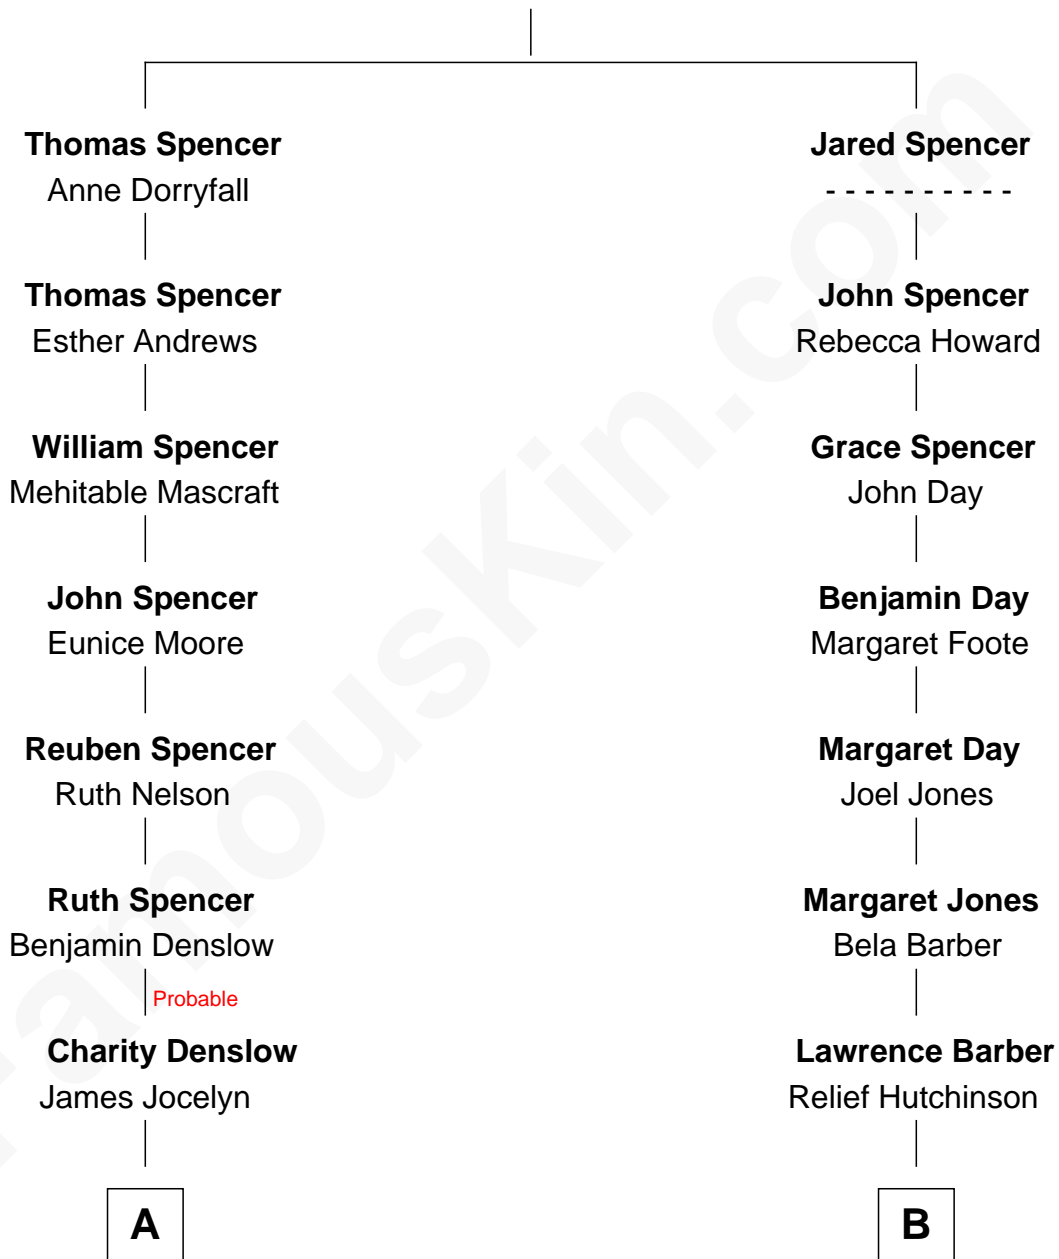 Thomas Spencer
Anne Dorryfall
Thomas Spencer
Esther Andrews
William Spencer
Mehitable Mascraft
John Spencer
Eunice Moore
Reuben Spencer
Ruth Nelson
Ruth Spencer
Benjamin Denslow
Probable
Charity Denslow
James Jocelyn
A
Jared Spencer
- - - - - - - - - -
John Spencer
Rebecca Howard
Grace Spencer
John Day
Benjamin Day
Margaret Foote
Margaret Day
Joel Jones
Margaret Jones
Bela Barber
Lawrence Barber
Relief Hutchinson
B
FamousKin.com